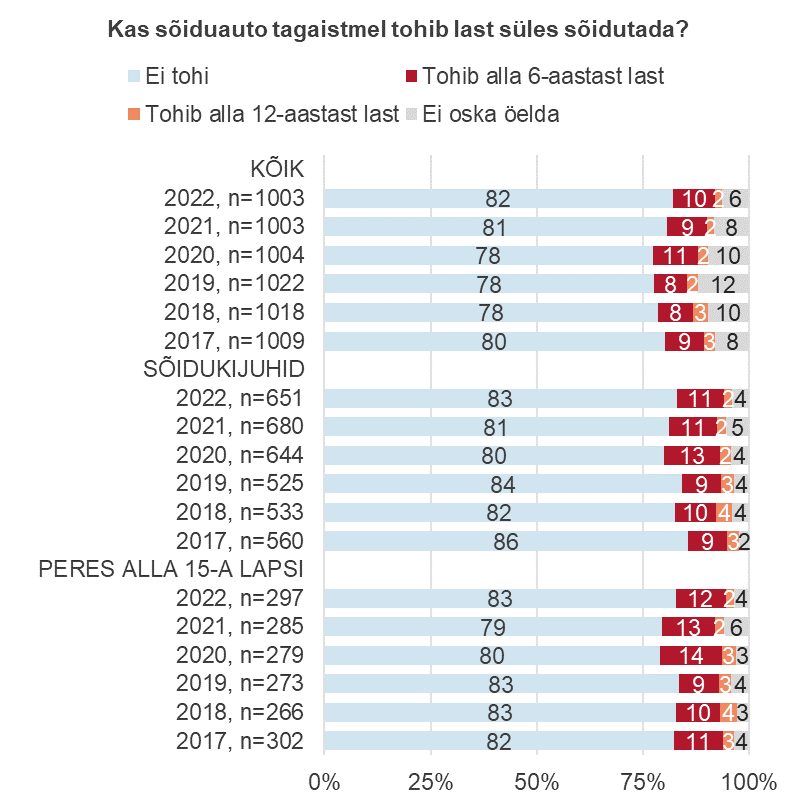 Kas sõiduauto tagaistmel tohib last süles sõidutada?
Ei tohi Tohib alla 6-aastast last
Tohib alla 12-aastast last Ei oska öelda
KÕIK
2022, n=1003 82 10 2 6
2021, n=1003 81 9 2 8
2020, n=1004 78 11 2 10
2019, n=1022 78 8 2 12
2018, n=1018 78 8 3 10
2017, n=1009 80 9 3 8
SÕIDUKIJUHID
2022, n=651 83 11 2 4
2021, n=680 81 11 2 5
2020, n=644 80 13 2 4
2019, n=525 84 9 3 4
2018, n=533 82 10 4 4
2017, n=560 86 9 3 2
PERES ALLA 15-A LAPSI
2022, n=297 83 12 2 4
2021, n=285 79 13 2 6
2020, n=279 80 14 3 3
2019, n=273 83 9 3 4
2018, n=266 83 10 4 3
2017, n=302 82 11 3 4
0% 25% 50% 75% 100%